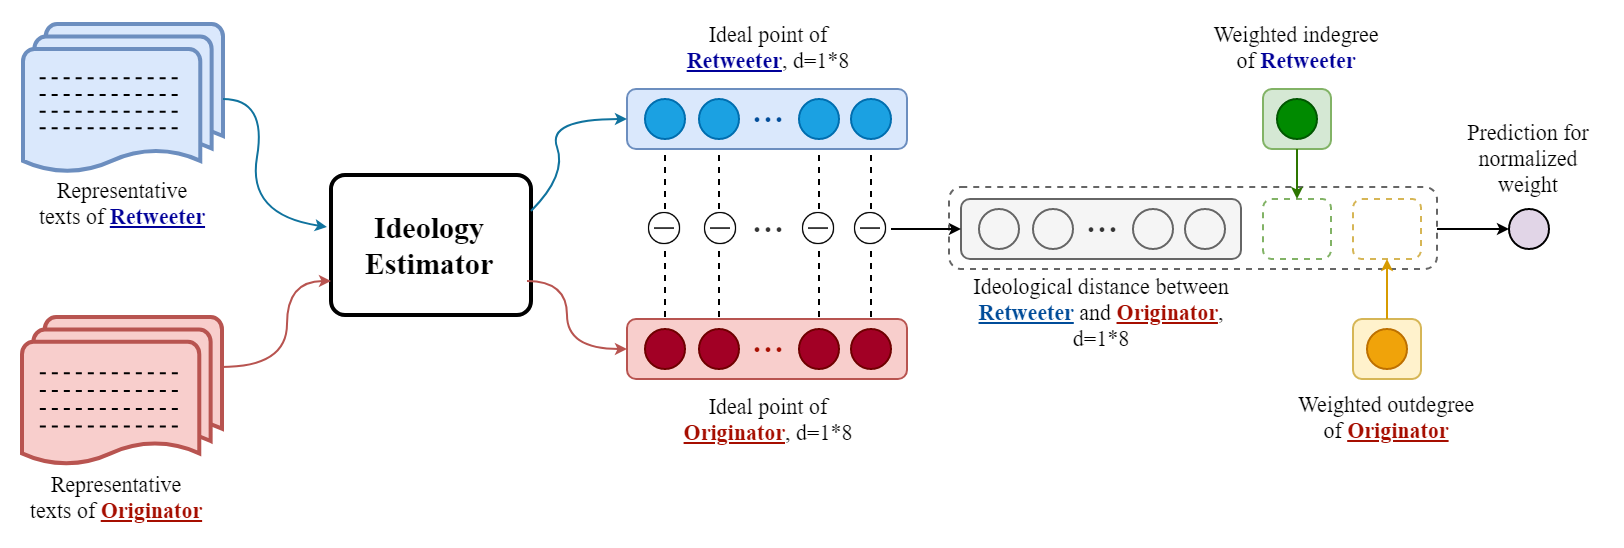 Representative
texts of Retweeter
Representative
texts of Originator
Ideology
Estimator
Ideal point of
Retweeter, d=1*8
Ideal point of
Originator, d=1*8
Ideological distance between
Retweeter and Originator,
d=1*8
Weighted indegree
of Retweeter
Weighted outdegree
of Originator
Prediction for
normalized
weight